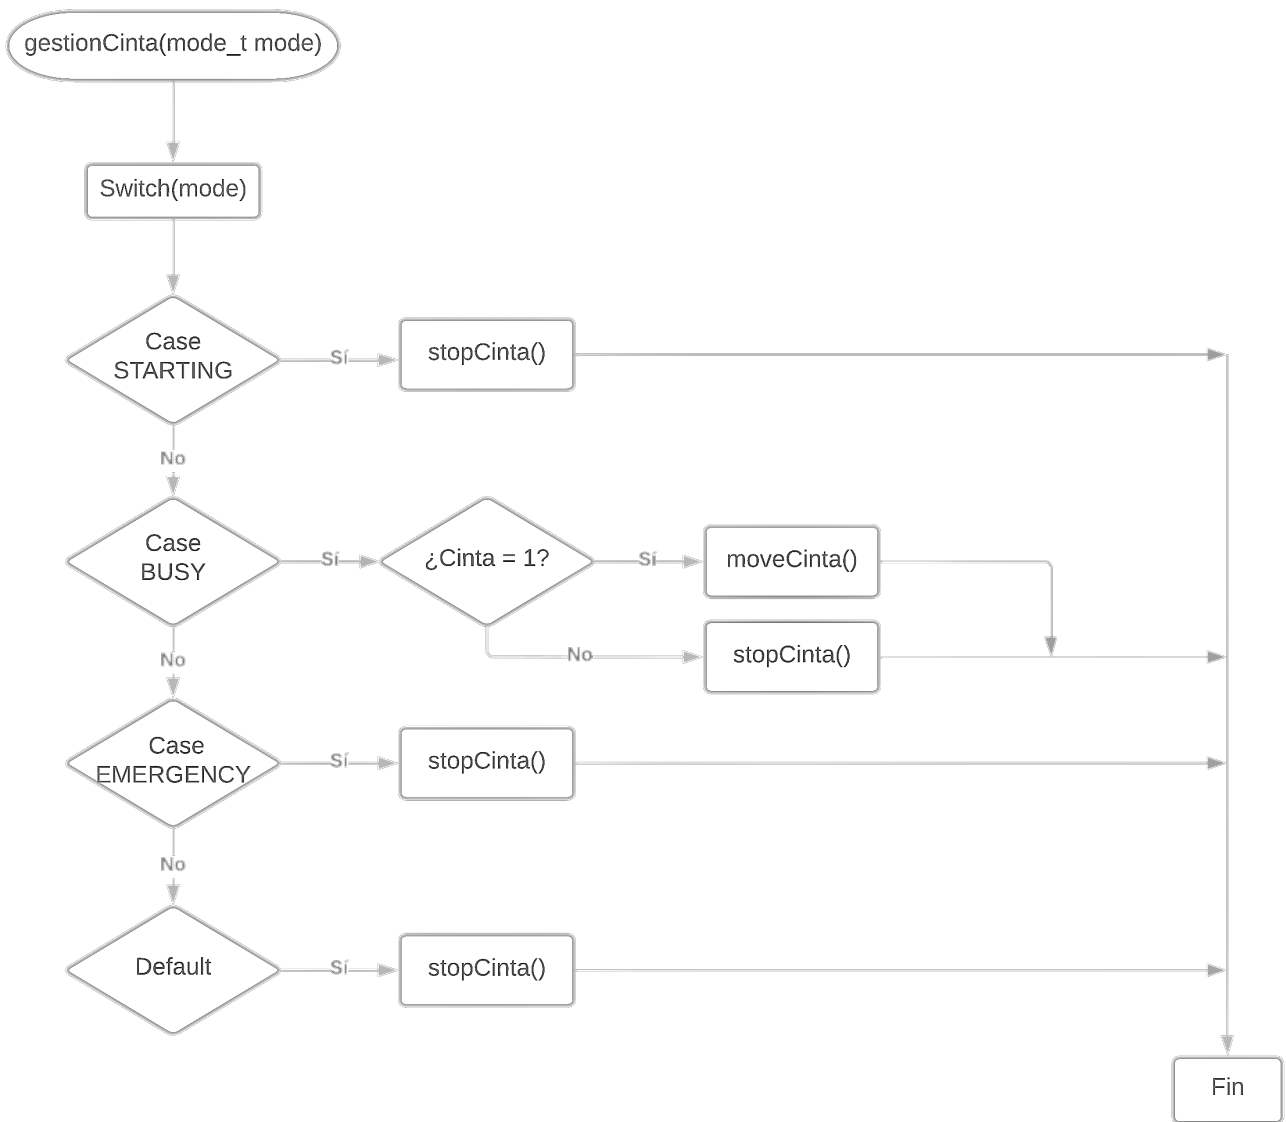 gestionCinta(mode_t mode)
Switch(mode)
Case
STARTING
Sí
stopCinta()
No
Case
BUSY
Sí
¿Cinta = 1?
Sí
moveCinta()
No
stopCinta()
No
Case
EMERGENCY
Sí
stopCinta()
No
Default
Sí
stopCinta()
Fin